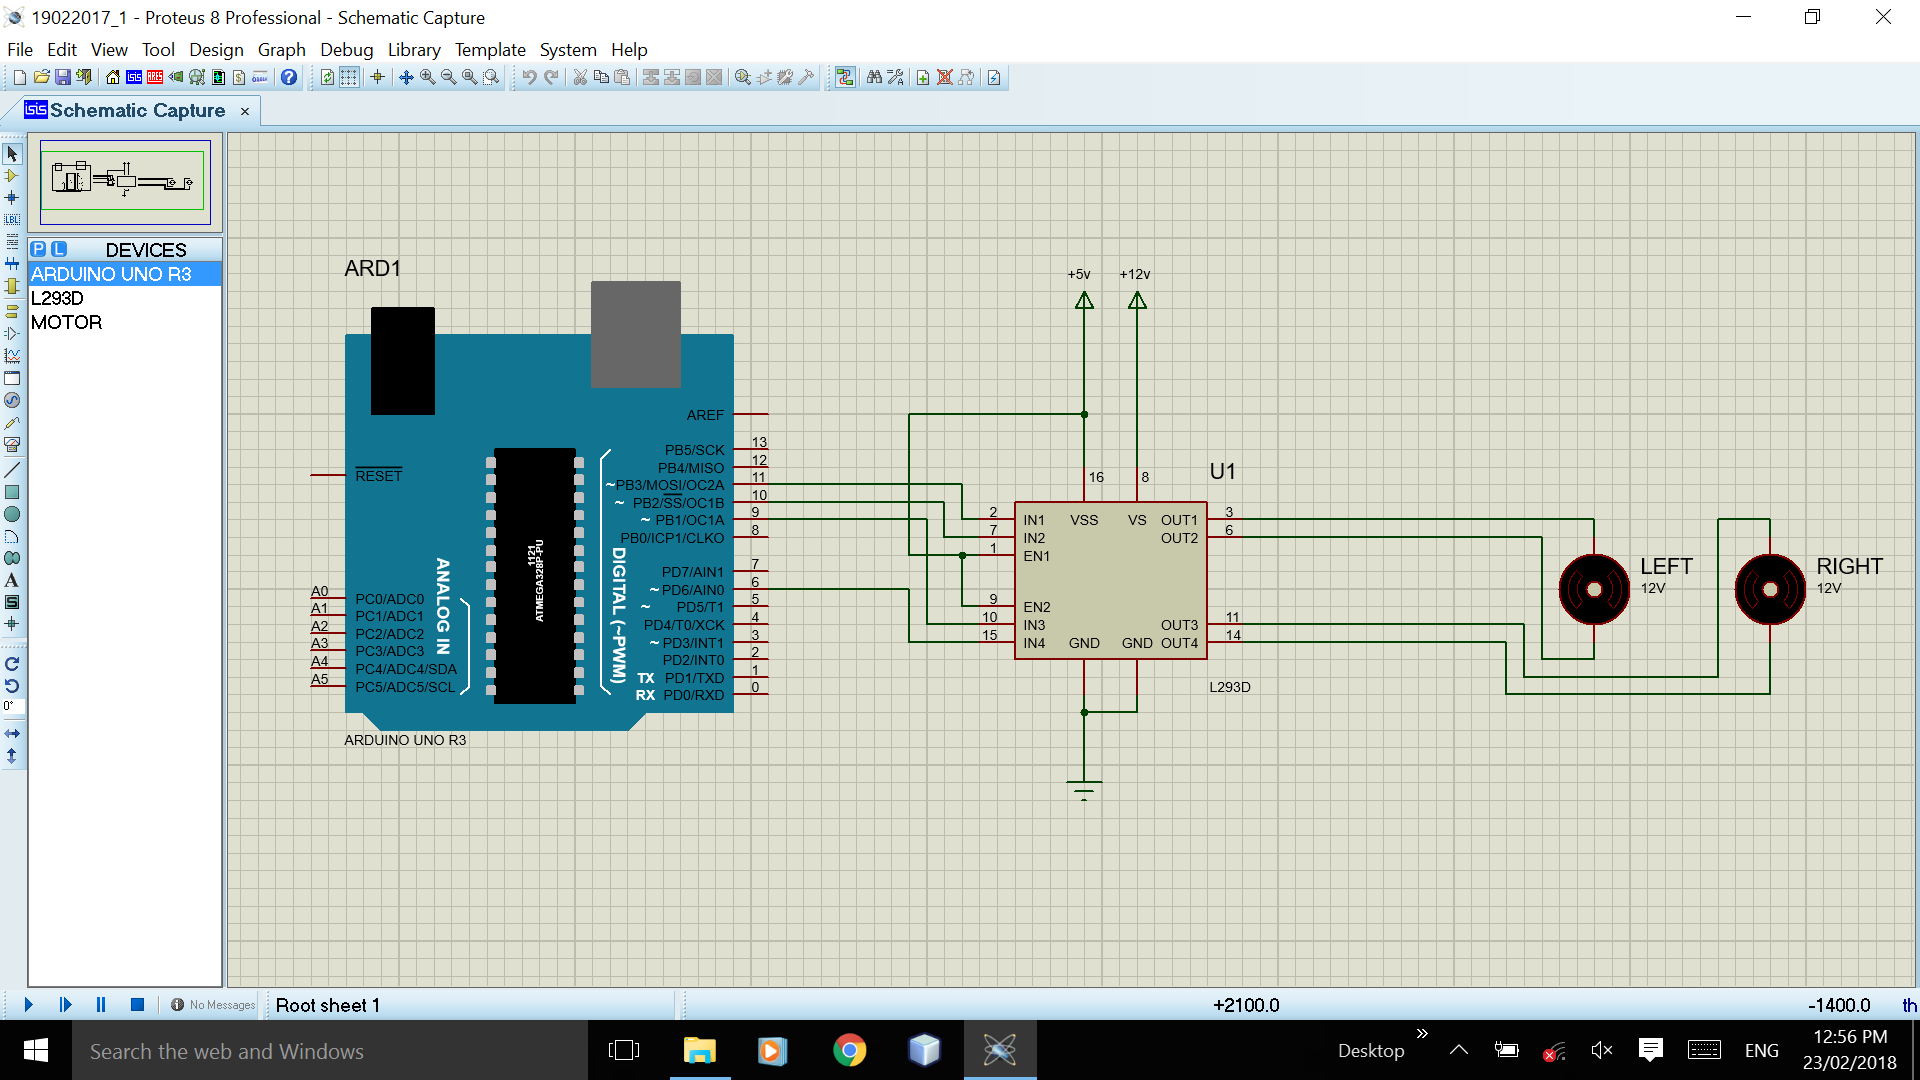 19022017_1 - Proteus 8 Professional - Schematic Capture
File Edit View Tool Design Graph Debug Library Template System Help
isis ARES
isis Schematic Capture ×
LBL
P L DEVICES
ARDUINO UNO R3
L293D
MOTOR
A
S
0°
ARD1
AREF
RESET
PB5/SCK 13
PB4/MISO 12
~PB3/MOSI/OC2A 11
~ PB2/SS/OC1B 10
~ PB1/OC1A 9
PB0/ICP1/CLKO 8
PD7/AIN1 7
~ PD6/AIN0 6
~ PD5/T1 5
PD4/T0/XCK 4
~ PD3/INT1 3
PD2/INT0 2
TX PD1/TXD 1
RX PD0/RXD 0
DIGITAL (~PWM)
1121
ATMEGA328P-PU
ANALOG IN
A0 PC0/ADC0
A1 PC1/ADC1
A2 PC2/ADC2
A3 PC3/ADC3
A4 PC4/ADC4/SDA
A5 PC5/ADC5/SCL
ARDUINO UNO R3
+5v +12v
16 8
U1
2 IN1 VSS VS OUT1 3
7 IN2 OUT2 6
1 EN1
9 EN2
10 IN3 OUT3 11
15 IN4 GND GND OUT4 14
L293D
LEFT
12V
RIGHT
12V
No Messages
Root sheet 1
+2100.0
-1400.0
th
Search the web and Windows
Desktop
ENG
12:56 PM
23/02/2018